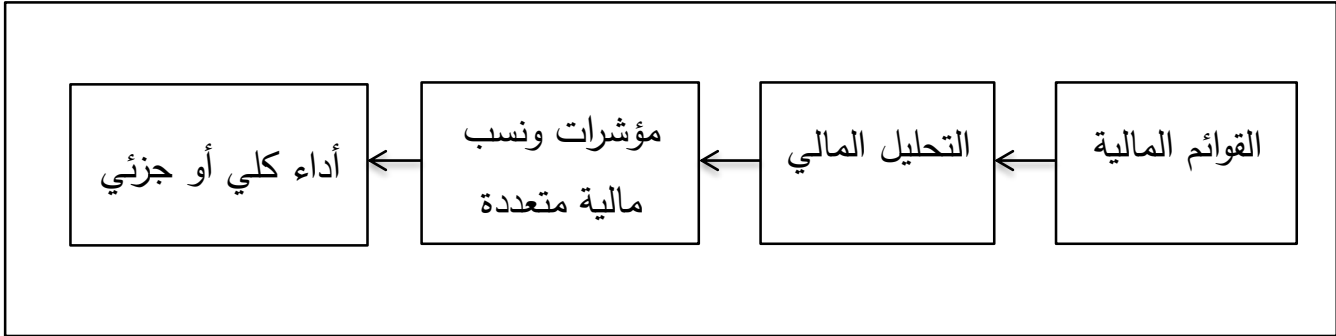 القوائم المالية
التحليل المالي
مؤشرات ونسب
مالية متعددة
أداء كلي أو جزئي